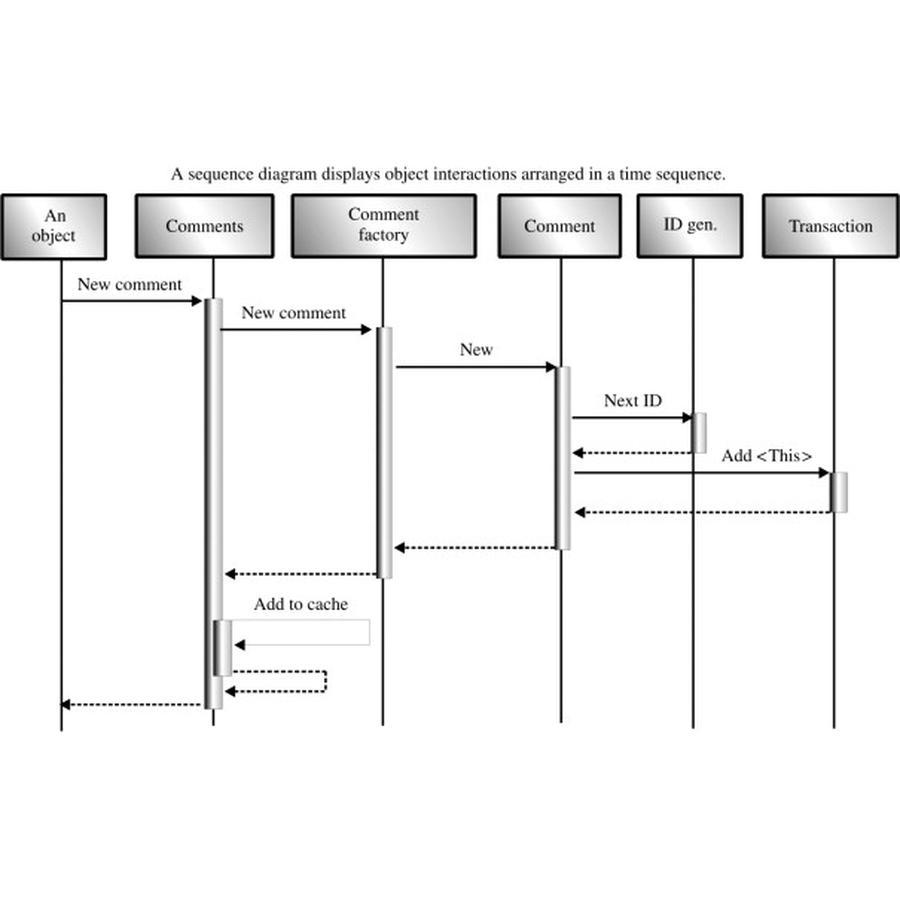 A sequence diagram displays object interactions arranged in a time sequence.
An
object
Comments
Comment
factory
Comment
ID gen.
Transaction
New comment
New comment
New
Next ID
Add <This>
Add to cache